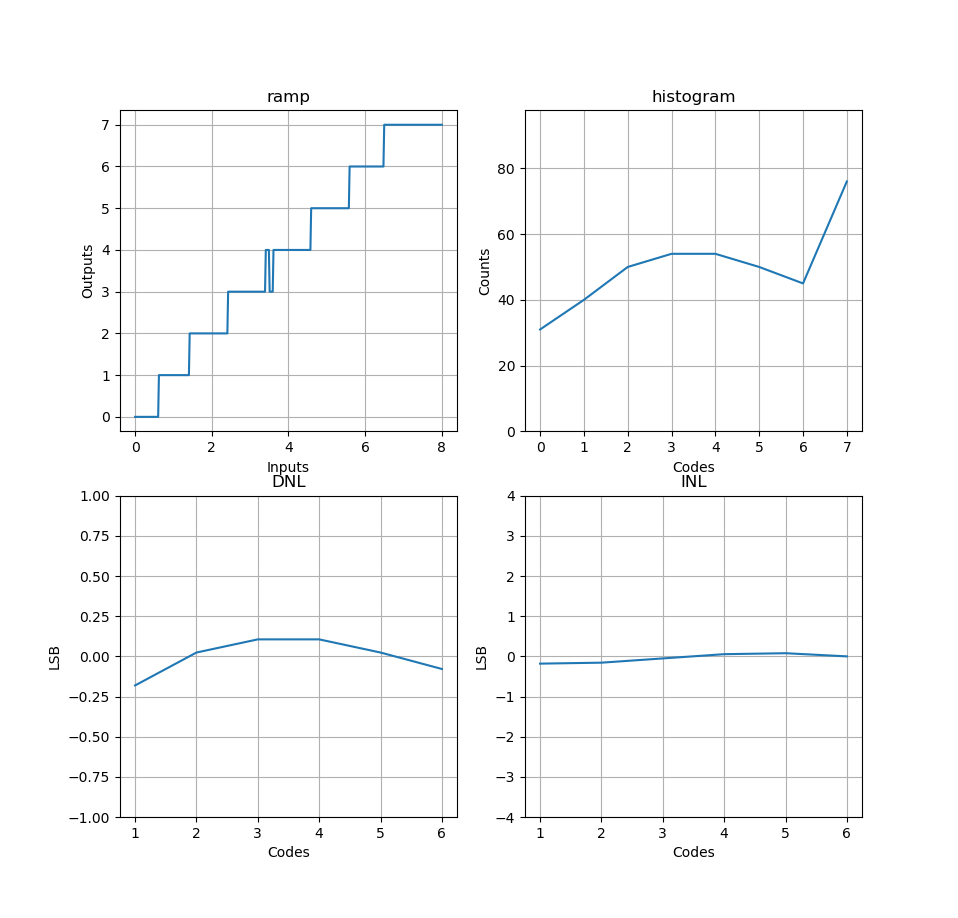 ramp
7
6
5
4
3
2
1
0
Outputs
0 2 4 6 8
Inputs
histogram
80
60
40
20
0
Counts
0 1 2 3 4 5 6 7
Codes
DNL
1.00
0.75
0.50
0.25
0.00
−0.25
−0.50
−0.75
−1.00
LSB
1 2 3 4 5 6
Codes
INL
4
3
2
1
0
−1
−2
−3
−4
LSB
1 2 3 4 5 6
Codes